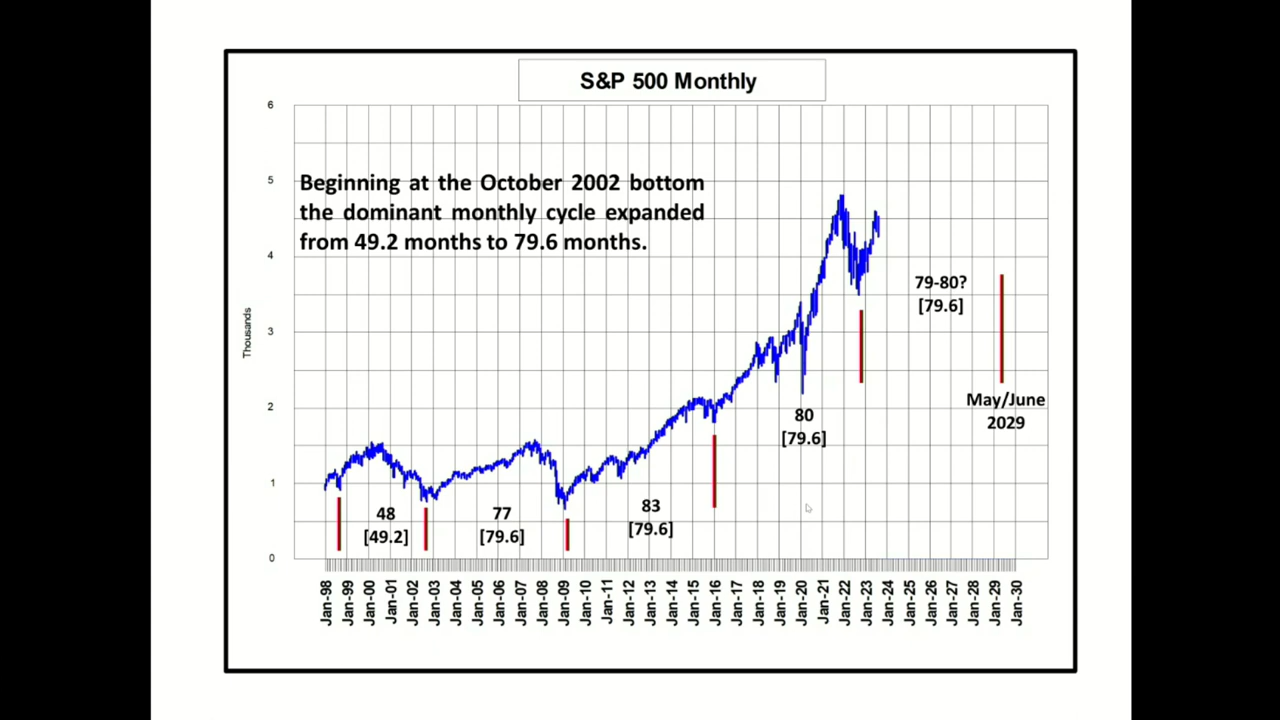 S&P 500 Monthly
6
5
4
3
2
1
0
Thousands
Beginning at the October 2002 bottom
the dominant monthly cycle expanded
from 49.2 months to 79.6 months.
79-80?
[79.6]
May/June
2029
80
[79.6]
83
[79.6]
77
[79.6]
48
[49.2]
Jan-98
Jan-99
Jan-00
Jan-01
Jan-02
Jan-03
Jan-04
Jan-05
Jan-06
Jan-07
Jan-08
Jan-09
Jan-10
Jan-11
Jan-12
Jan-13
Jan-14
Jan-15
Jan-16
Jan-17
Jan-18
Jan-19
Jan-20
Jan-21
Jan-22
Jan-23
Jan-24
Jan-25
Jan-26
Jan-27
Jan-28
Jan-29
Jan-30